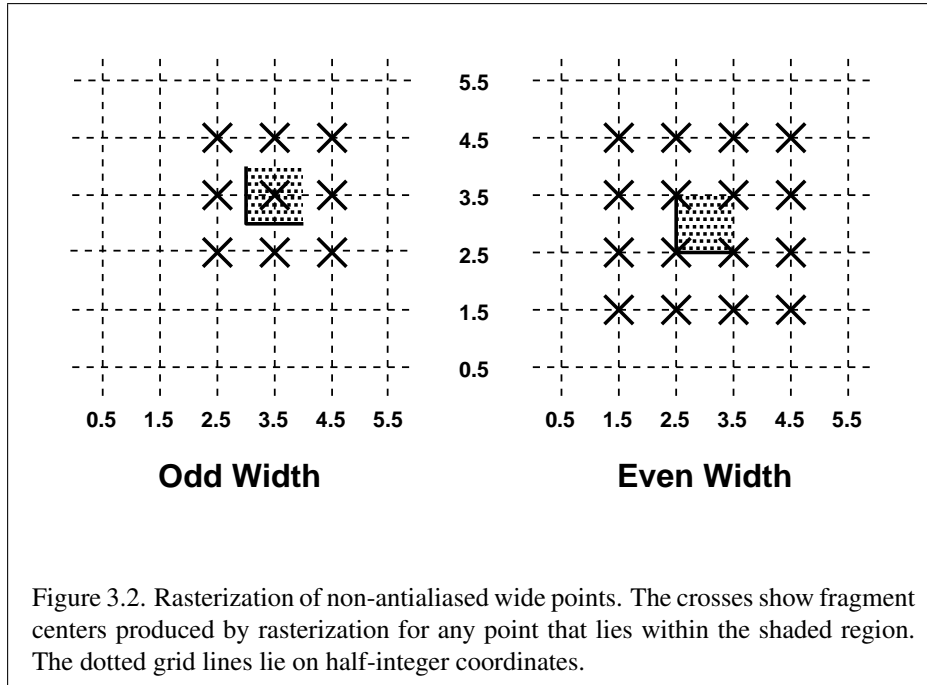 5.5
4.5
3.5
2.5
1.5
0.5
0.5 1.5 2.5 3.5 4.5 5.5 0.5 1.5 2.5 3.5 4.5 5.5
Odd Width Even Width
Figure 3.2. Rasterization of non-antialiased wide points. The crosses show fragment
centers produced by rasterization for any point that lies within the shaded region.
The dotted grid lines lie on half-integer coordinates.